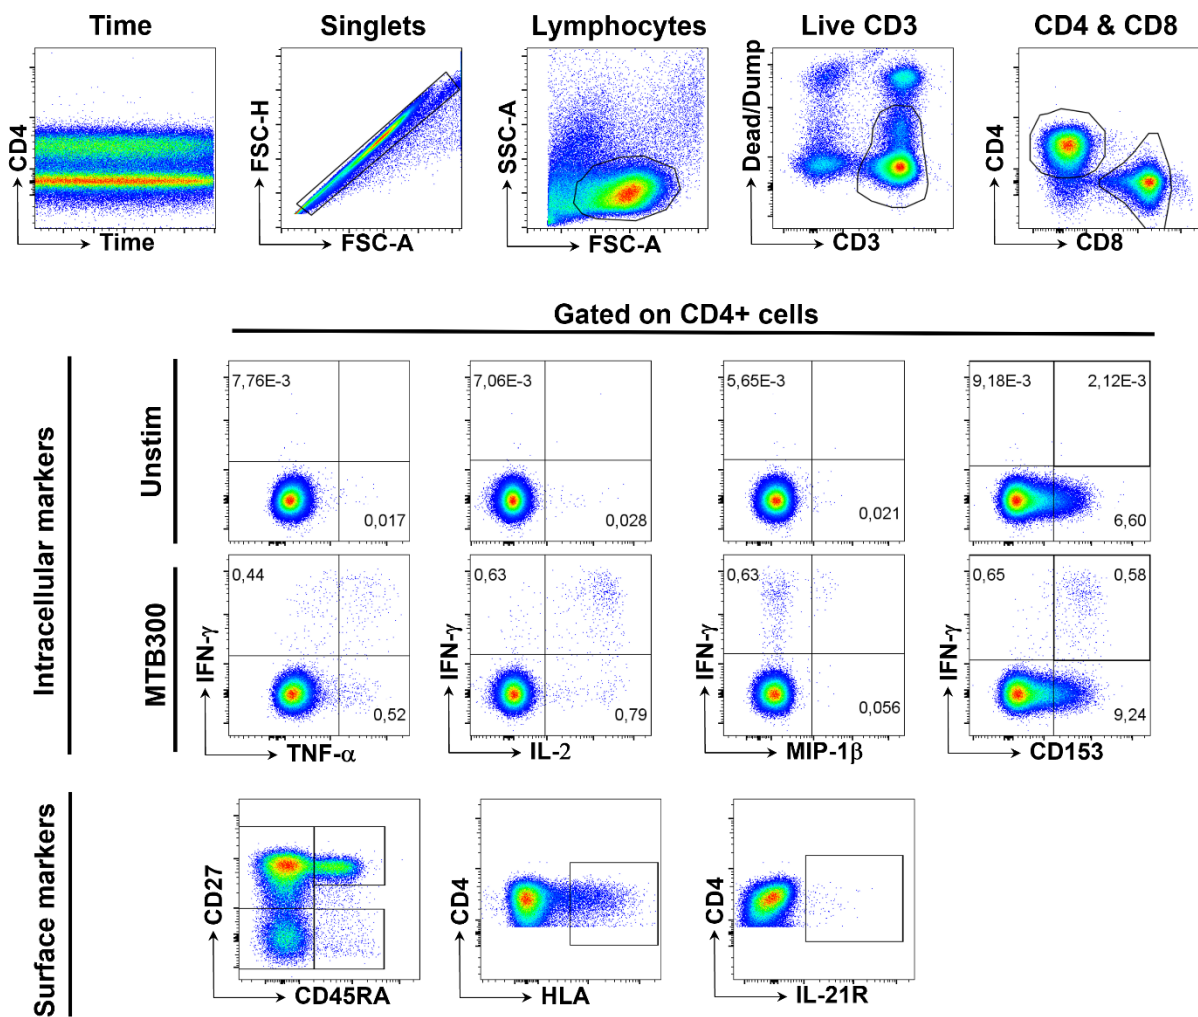 Time
Singlets
Lymphocytes
Live CD3
CD4 & CD8
CD4
Time
FSC-H
FSC-A
SSC-A
FSC-A
Dead/Dump
CD3
CD4
CD8
Gated on CD4+ cells
Intracellular markers
Unstim
7,76E-3
0,017
7,06E-3
0,028
5,65E-3
0,021
9,18E-3
2,12E-3
6,60
MTB300
IFN-γ
0,44
0,52
TNF-α
IFN-γ
0,63
0,79
IL-2
IFN-γ
0,63
0,056
MIP-1β
IFN-γ
0,65
0,58
9,24
CD153
Surface markers
CD27
CD45RA
CD4
HLA
CD4
IL-21R